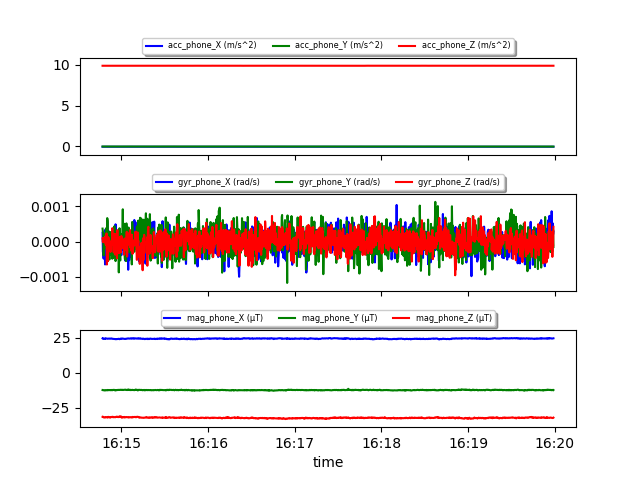 acc_phone_X (m/s^2) acc_phone_Y (m/s^2) acc_phone_Z (m/s^2)
10
5
0
gyr_phone_X (rad/s) gyr_phone_Y (rad/s) gyr_phone_Z (rad/s)
0.001
0.000
−0.001
mag_phone_X (μT) mag_phone_Y (μT) mag_phone_Z (μT)
25
0
−25
16:15 16:16 16:17 16:18 16:19 16:20
time